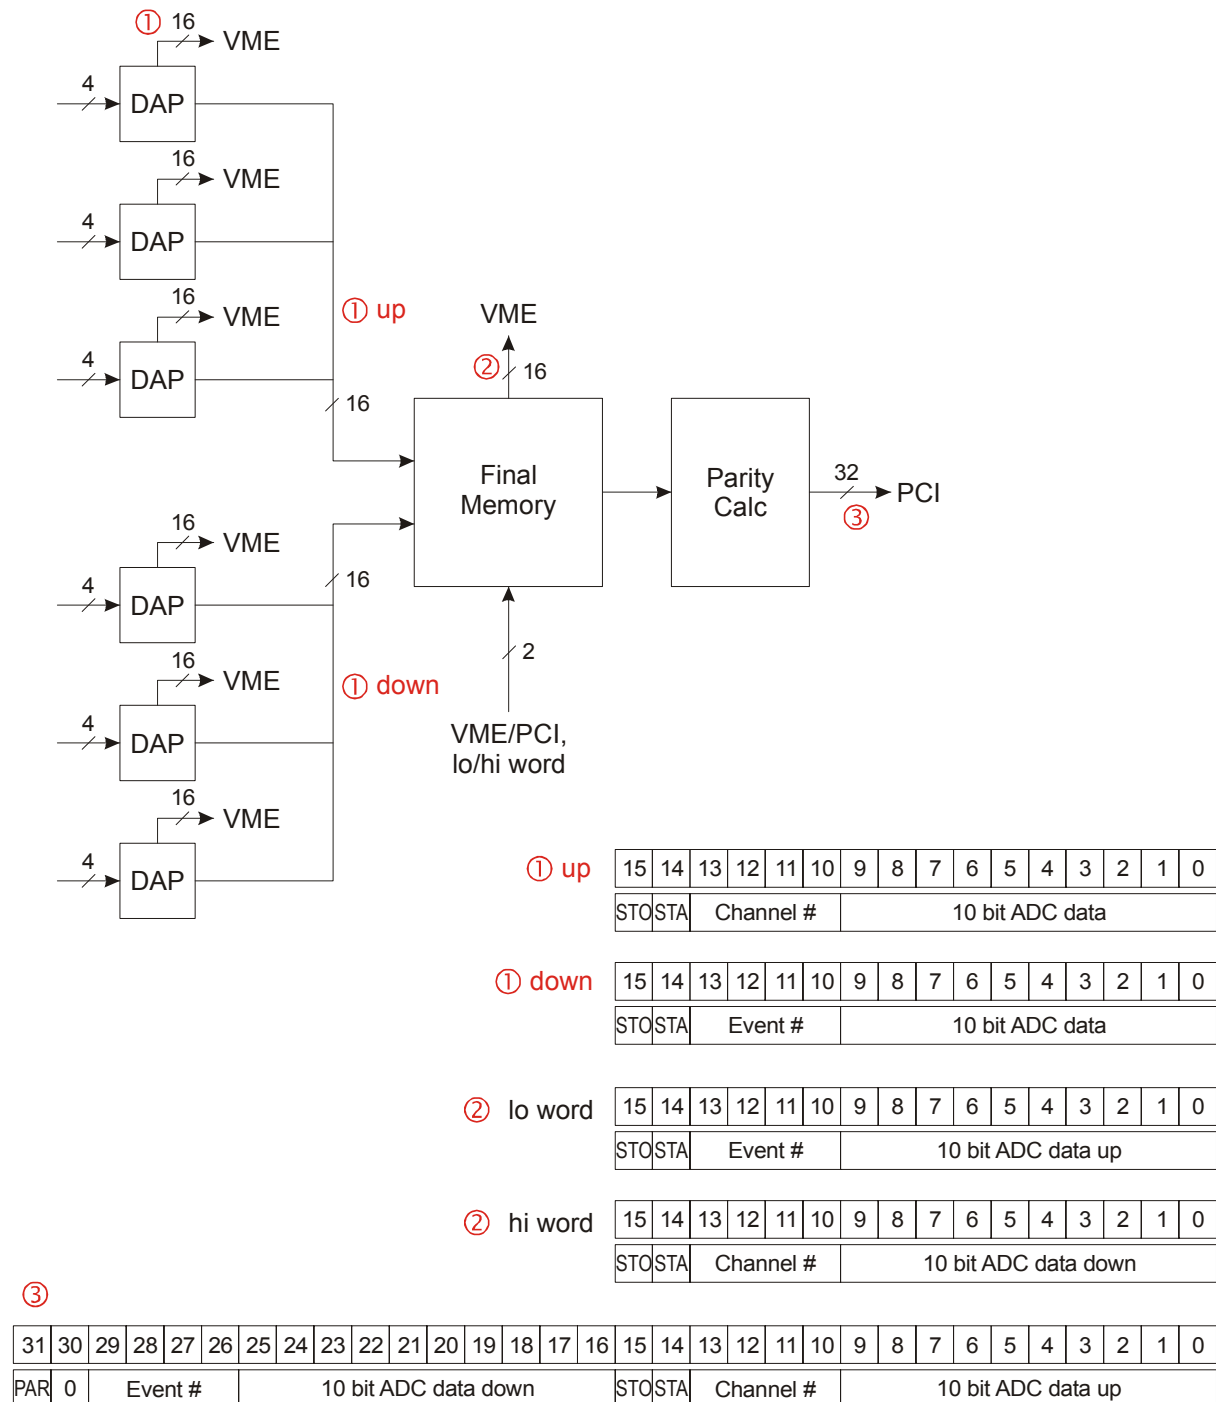 ① 16
VME
4
DAP
16
VME
4
DAP
16
VME
4
DAP
① up
16
VME
② 16
Final
Memory
Parity
Calc
32
PCI
③
16
VME
4
DAP
16
2
16
VME
4
DAP
① down
VME/PCI,
lo/hi word
16
VME
4
DAP
① up
15 14 13 12 11 10 9 8 7 6 5 4 3 2 1 0
STO STA Channel # 10 bit ADC data
① down
15 14 13 12 11 10 9 8 7 6 5 4 3 2 1 0
STO STA Event # 10 bit ADC data
② lo word
15 14 13 12 11 10 9 8 7 6 5 4 3 2 1 0
STO STA Event # 10 bit ADC data up
② hi word
15 14 13 12 11 10 9 8 7 6 5 4 3 2 1 0
STO STA Channel # 10 bit ADC data down
③
31 30 29 28 27 26 25 24 23 22 21 20 19 18 17 16 15 14 13 12 11 10 9 8 7 6 5 4 3 2 1 0
PAR 0 Event # 10 bit ADC data down STO STA Channel # 10 bit ADC data up